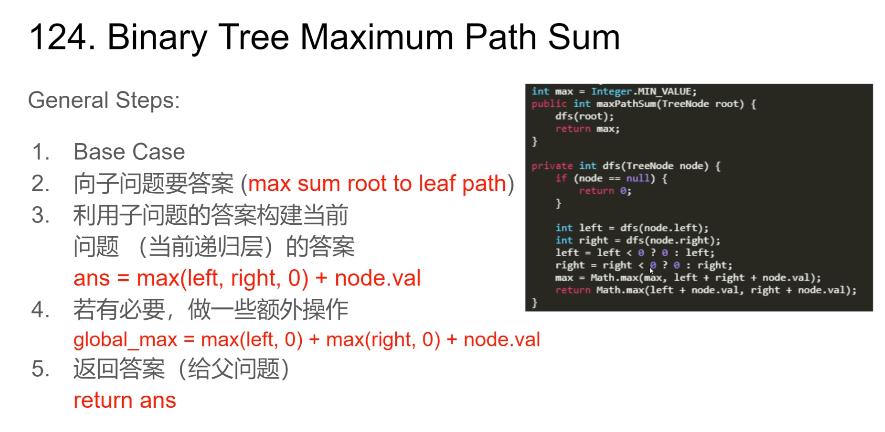 124. Binary Tree Maximum Path Sum
General Steps:
1. Base Case
2. 向子问题要答案 (max sum root to leaf path)
3. 利用子问题的答案构建当前
问题 （当前递归层）的答案
ans = max(left, right, 0) + node.val
4. 若有必要，做一些额外操作
global_max = max(left, 0) + max(right, 0) + node.val
5. 返回答案（给父问题）
return ans
int max = Integer.MIN_VALUE;
public int maxPathSum(TreeNode root) {
dfs(root);
return max;
}
private int dfs(TreeNode node) {
if (node == null) {
return 0;
}
int left = dfs(node.left);
int right = dfs(node.right);
left = left < 0 ? 0 : left;
right = right < 0 ? 0 : right;
max = Math.max(max, left + right + node.val);
return Math.max(left + node.val, right + node.val);
}